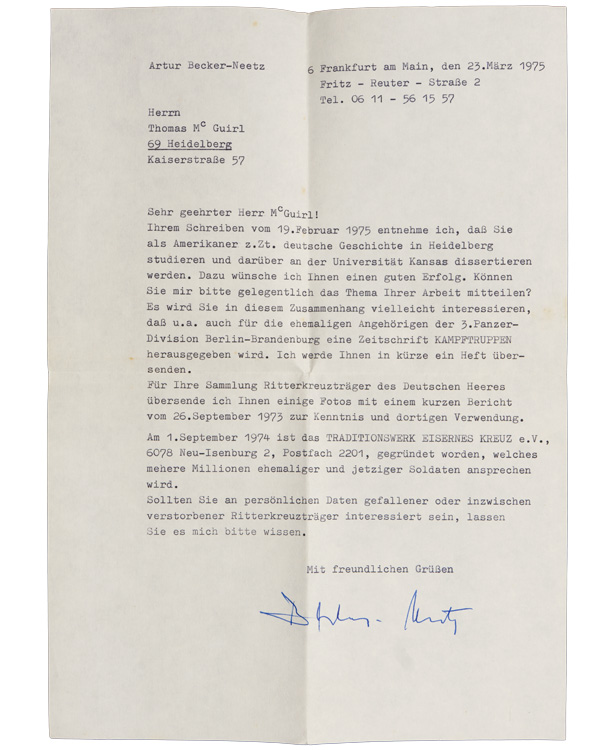 Artur Becker-Neetz
6 Frankfurt am Main, den 23.März 1975
Fritz - Reuter - Straße 2
Tel. 06 11 - 56 15 57
Herrn
Thomas Mc Guirl
69 Heidelberg
Kaiserstraße 57
Sehr geehrter Herr McGuirl!
Ihrem Schreiben vom 19.Februar 1975 entnehme ich, daß Sie
als Amerikaner z.Zt. deutsche Geschichte in Heidelberg
studieren und darüber an der Universität Kansas dissertieren
werden. Dazu wünsche ich Ihnen einen guten Erfolg. Können
Sie mir bitte gelegentlich das Thema Ihrer Arbeit mitteilen?
Es wird Sie in diesem Zusammenhang vielleicht interessieren,
daß u.a. auch für die ehemaligen Angehörigen der 3.Panzer-
Division Berlin-Brandenburg eine Zeitschrift KAMPFTRUPPEN
herausgegeben wird. Ich werde Ihnen in kürze ein Heft über-
senden.
Für Ihre Sammlung Ritterkreuzträger des Deutschen Heeres
übersende ich Ihnen einige Fotos mit einem kurzen Bericht
vom 26.September 1973 zur Kenntnis und dortigen Verwendung.
Am 1.September 1974 ist das TRADITIONSWERK EISERNES KREUZ e.V.,
6078 Neu-Isenburg 2, Postfach 2201, gegründet worden, welches
mehere Millionen ehemaliger und jetziger Soldaten ansprechen
wird.
Sollten Sie an persönlichen Daten gefallener oder inzwischen
verstorbener Ritterkreuzträger interessiert sein, lassen
Sie es mich bitte wissen.
Mit freundlichen Grüßen
Becker - Neetz